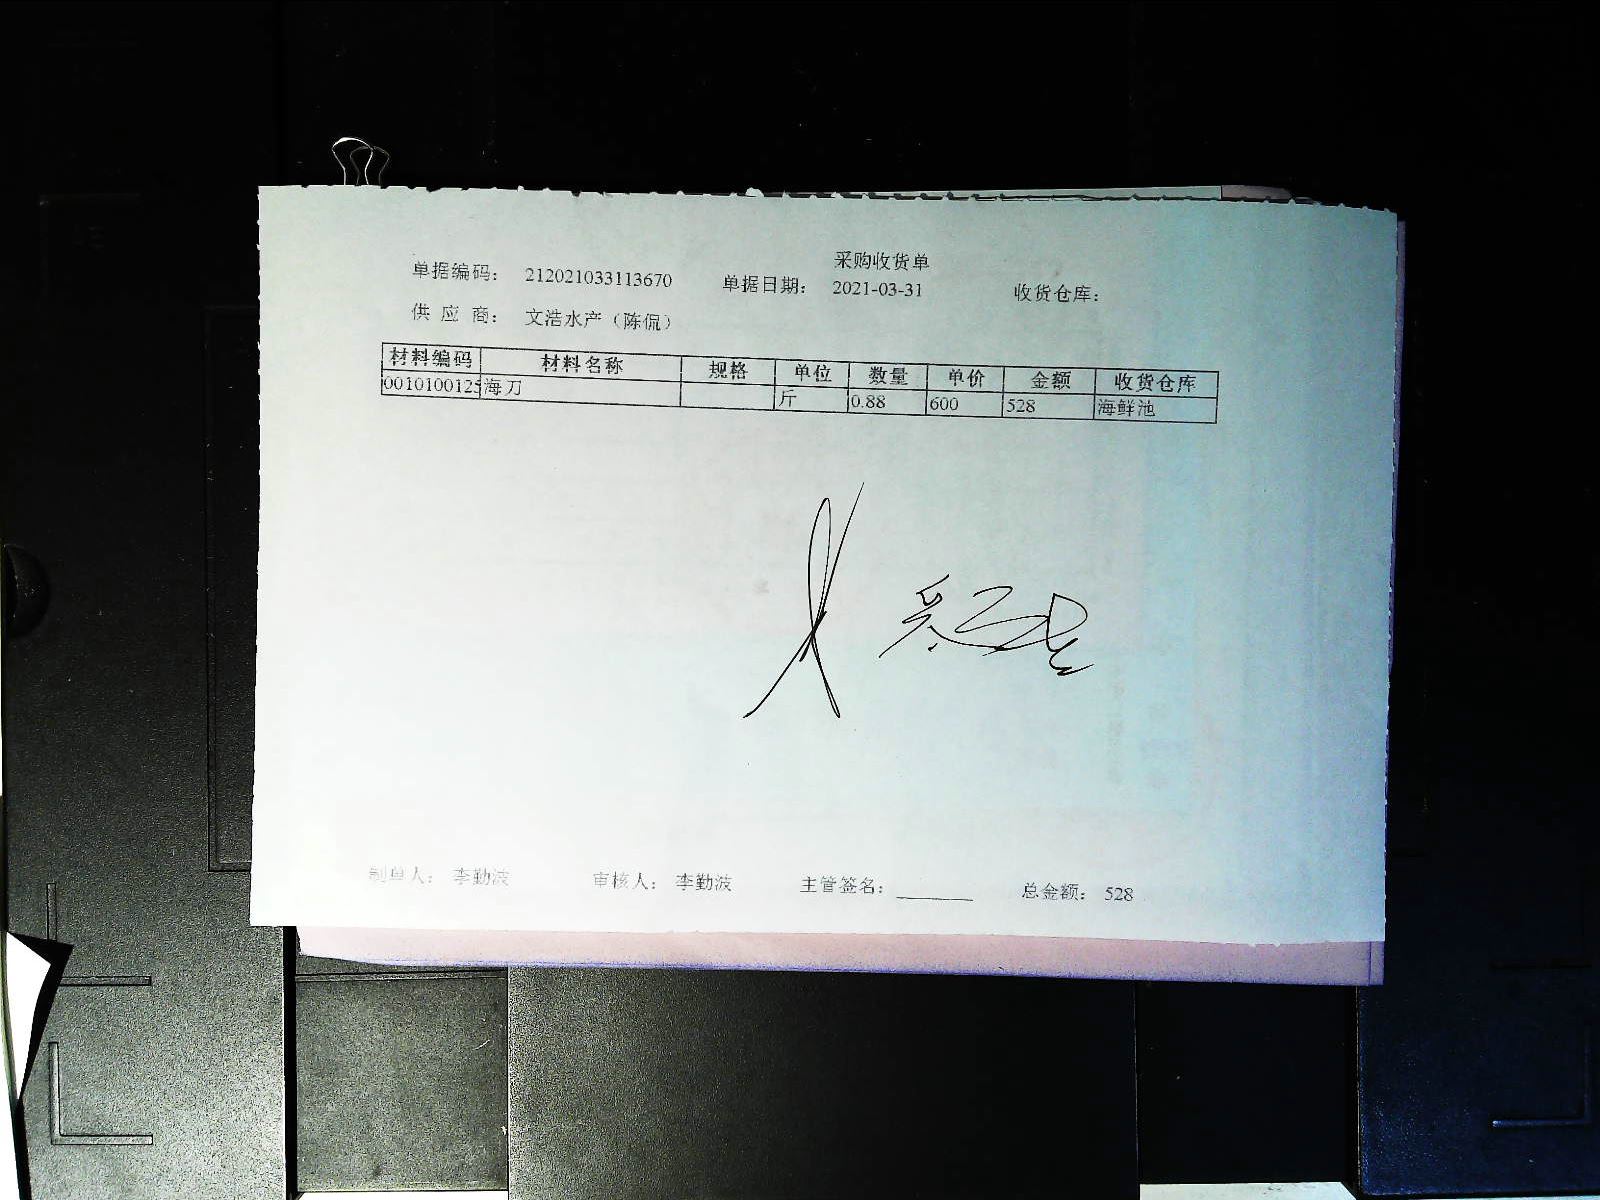 采购收货单
单据编码： 212021033113670 单据日期： 2021-03-31 收货仓库：
供 应 商： 文浩水产（陈侃）
材料编码 材料名称 规格 单位 数量 单价 金额 收货仓库
0010100125 海刀 斤 0.88 600 528 海鲜池
制单人： 李勤波 审核人： 李勤波 主管签名： 总金额： 528